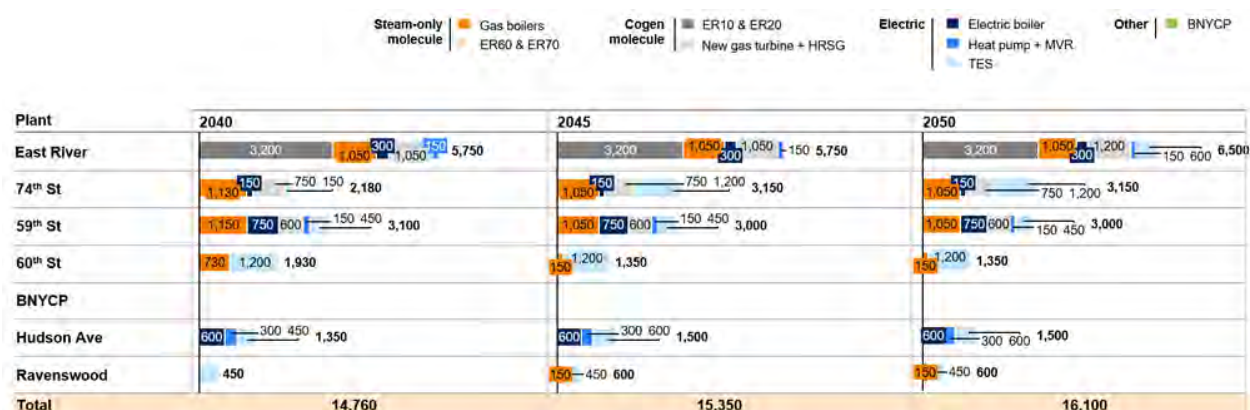 Steam-only molecule
Gas boilers
ER60 & ER70
Cogen molecule
ER10 & ER20
New gas turbine + HRSG
Electric
Electric boiler
Heat pump + MVR
TES
Other
BNYCP
Plant 2040 2045 2050
East River 3,200 1,050 300 1,050 150 5,750 3,200 1,050 300 1,050 150 5,750 3,200 1,050 300 1,200 150 600 6,500
74th St 1,130 150 750 150 2,180 1,050 150 750 1,200 3,150 1,050 150 750 1,200 3,150
59th St 1,150 750 600 150 450 3,100 1,050 750 600 150 450 3,000 1,050 750 600 150 450 3,000
60th St 730 1,200 1,930 150 1,200 1,350 150 1,200 1,350
BNYCP
Hudson Ave 600 300 450 1,350 600 300 600 1,500 600 300 600 1,500
Ravenswood 450 150 450 600 150 450 600
Total 14,760 15,350 16,100